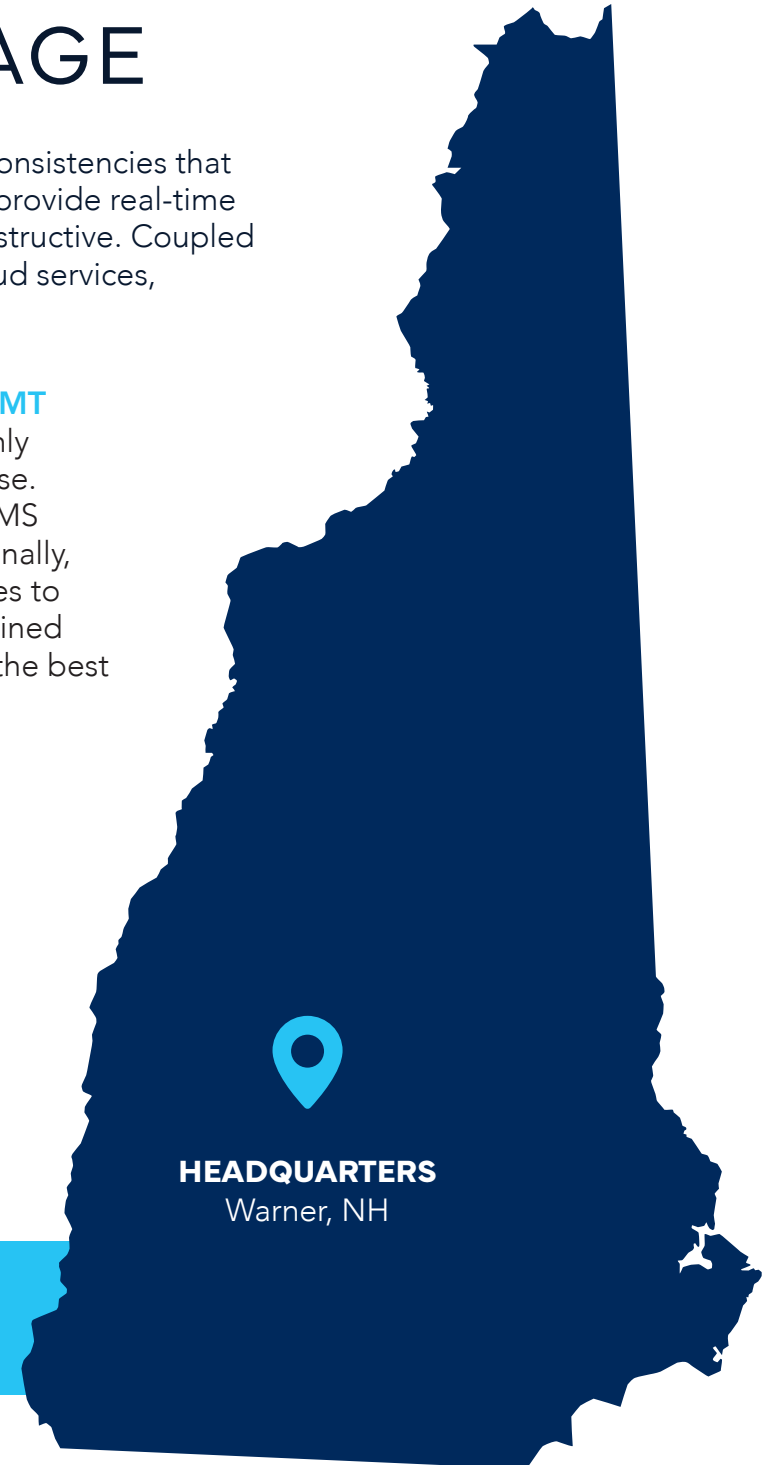 AGE
onsistencies that
provide real-time
structive. Coupled
ud services,
MT
nly
se.
MS
nally,
es to
ined
the best
HEADQUARTERS
Warner, NH